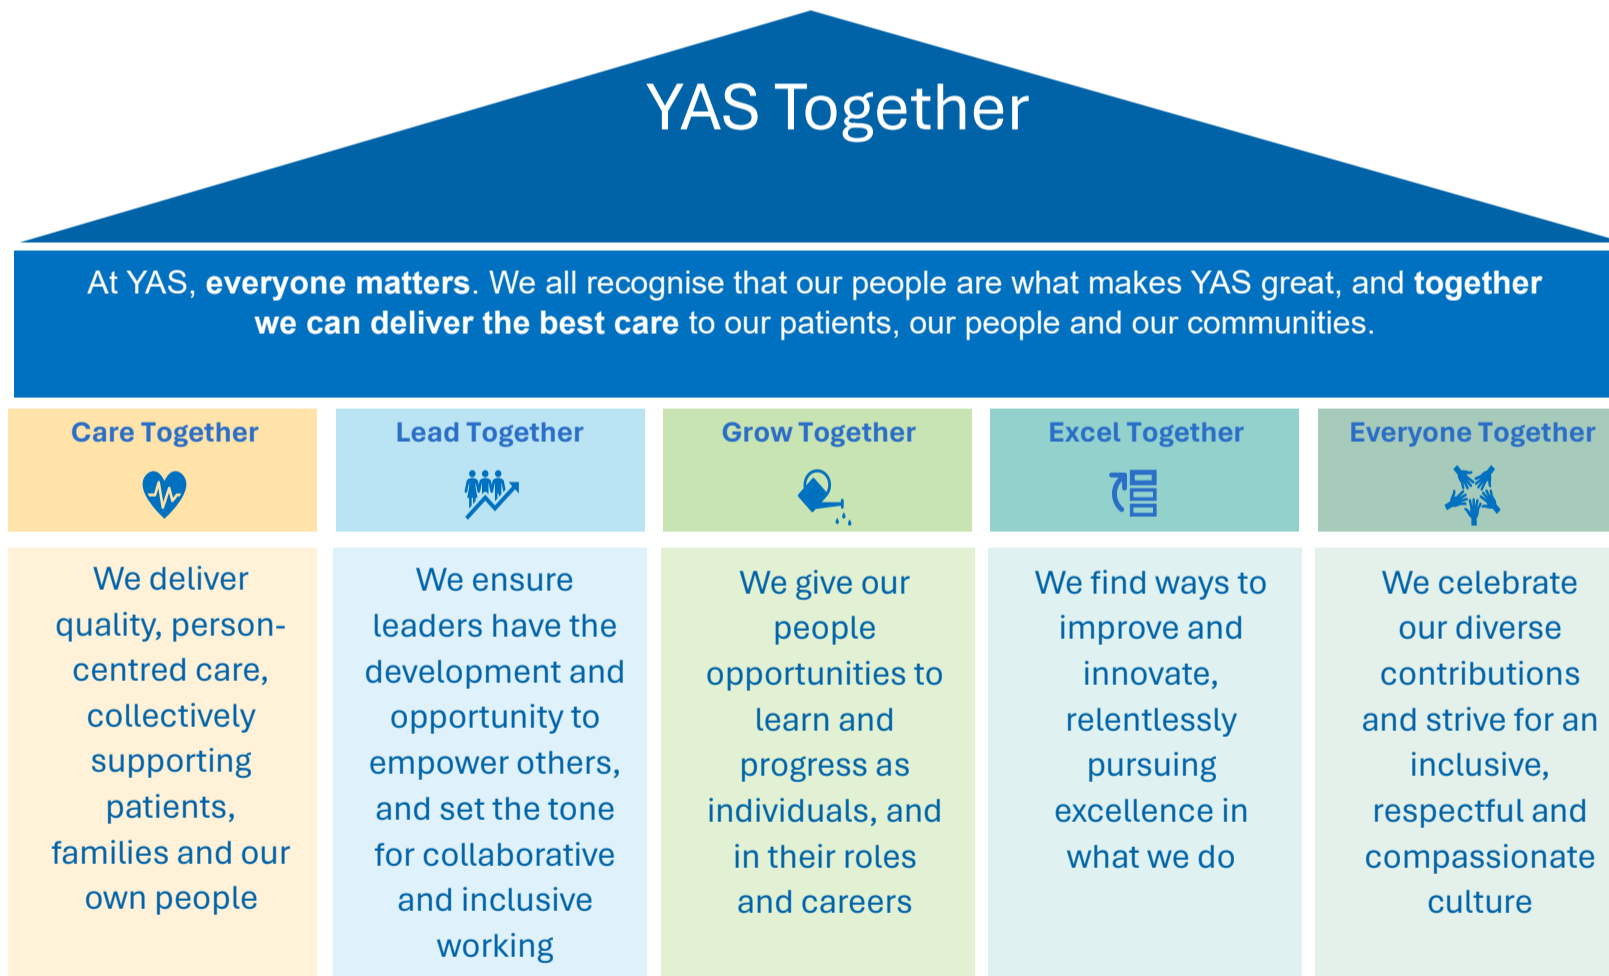 YAS Together
At YAS, everyone matters. We all recognise that our people are what makes YAS great, and together
we can deliver the best care to our patients, our people and our communities.
Care Together
We deliver
quality, person-
centred care,
collectively
supporting
patients,
families and our
own people
Lead Together
We ensure
leaders have the
development and
opportunity to
empower others,
and set the tone
for collaborative
and inclusive
working
Grow Together
We give our
people
opportunities to
learn and
progress as
individuals, and
in their roles
and careers
Excel Together
We find ways to
improve and
innovate,
relentlessly
pursuing
excellence in
what we do
Everyone Together
We celebrate
our diverse
contributions
and strive for an
inclusive,
respectful and
compassionate
culture